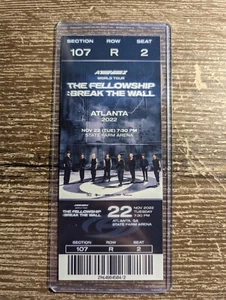 SECTION ROW SEAT
107 R 2
ATEEZ
WORLD TOUR
THE FELLOWSHIP
:BREAK THE WALL
ATLANTA
2022
NOV 22 (TUE) 7:30 PM
STATE FARM ARENA
THE FELLOWSHIP
:BREAK THE WALL
22
NOV 2022
TUESDAY
7:30 PM
ATLANTA, GA
STATE FARM ARENA
SECTION ROW SEAT
107 R 2